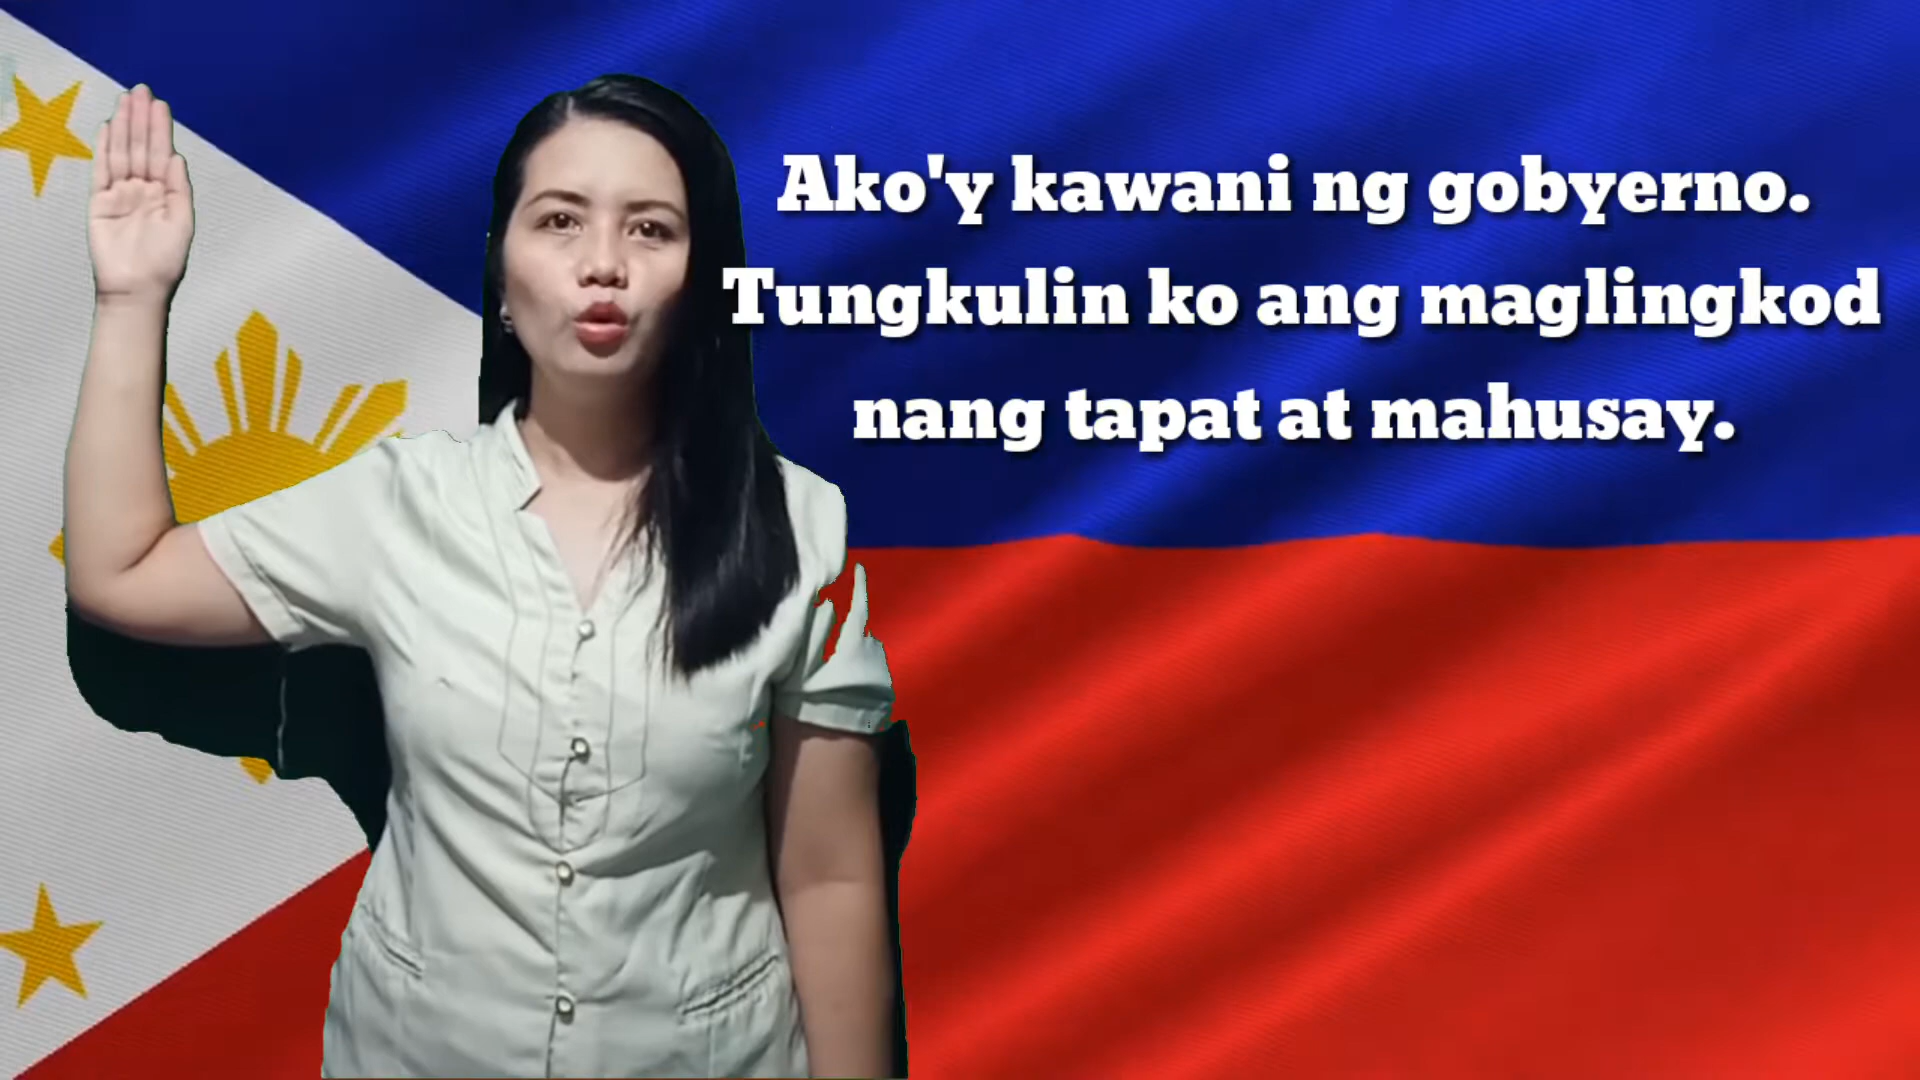 Ako'y kawani ng gobyerno.
Tungkulin ko ang maglingkod
nang tapat at mahusay.